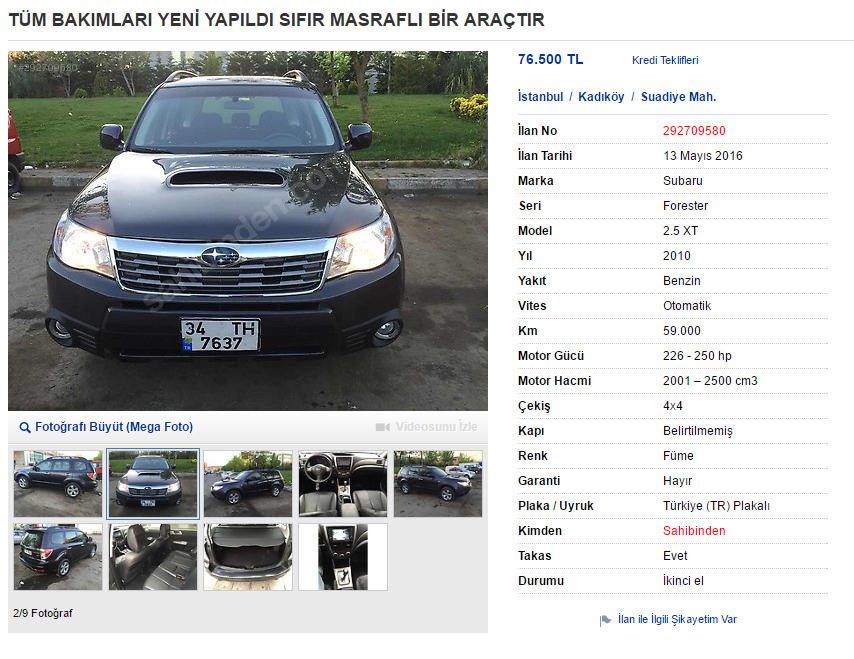 TÜM BAKIMLARI YENİ YAPILDI SIFIR MASRAFLI BİR ARAÇTIR
#292709580
sahibinden.com
34 TH
7637
TR
Fotoğrafı Büyüt (Mega Foto)
Videosunu İzle
2/9 Fotoğraf
76.500 TL Kredi Teklifleri
İstanbul / Kadıköy / Suadiye Mah.
İlan No 292709580
İlan Tarihi 13 Mayıs 2016
Marka Subaru
Seri Forester
Model 2.5 XT
Yıl 2010
Yakıt Benzin
Vites Otomatik
Km 59.000
Motor Gücü 226 - 250 hp
Motor Hacmi 2001 – 2500 cm3
Çekiş 4x4
Kapı Belirtilmemiş
Renk Füme
Garanti Hayır
Plaka / Uyruk Türkiye (TR) Plakalı
Kimden Sahibinden
Takas Evet
Durumu İkinci el
İlan ile İlgili Şikayetim Var